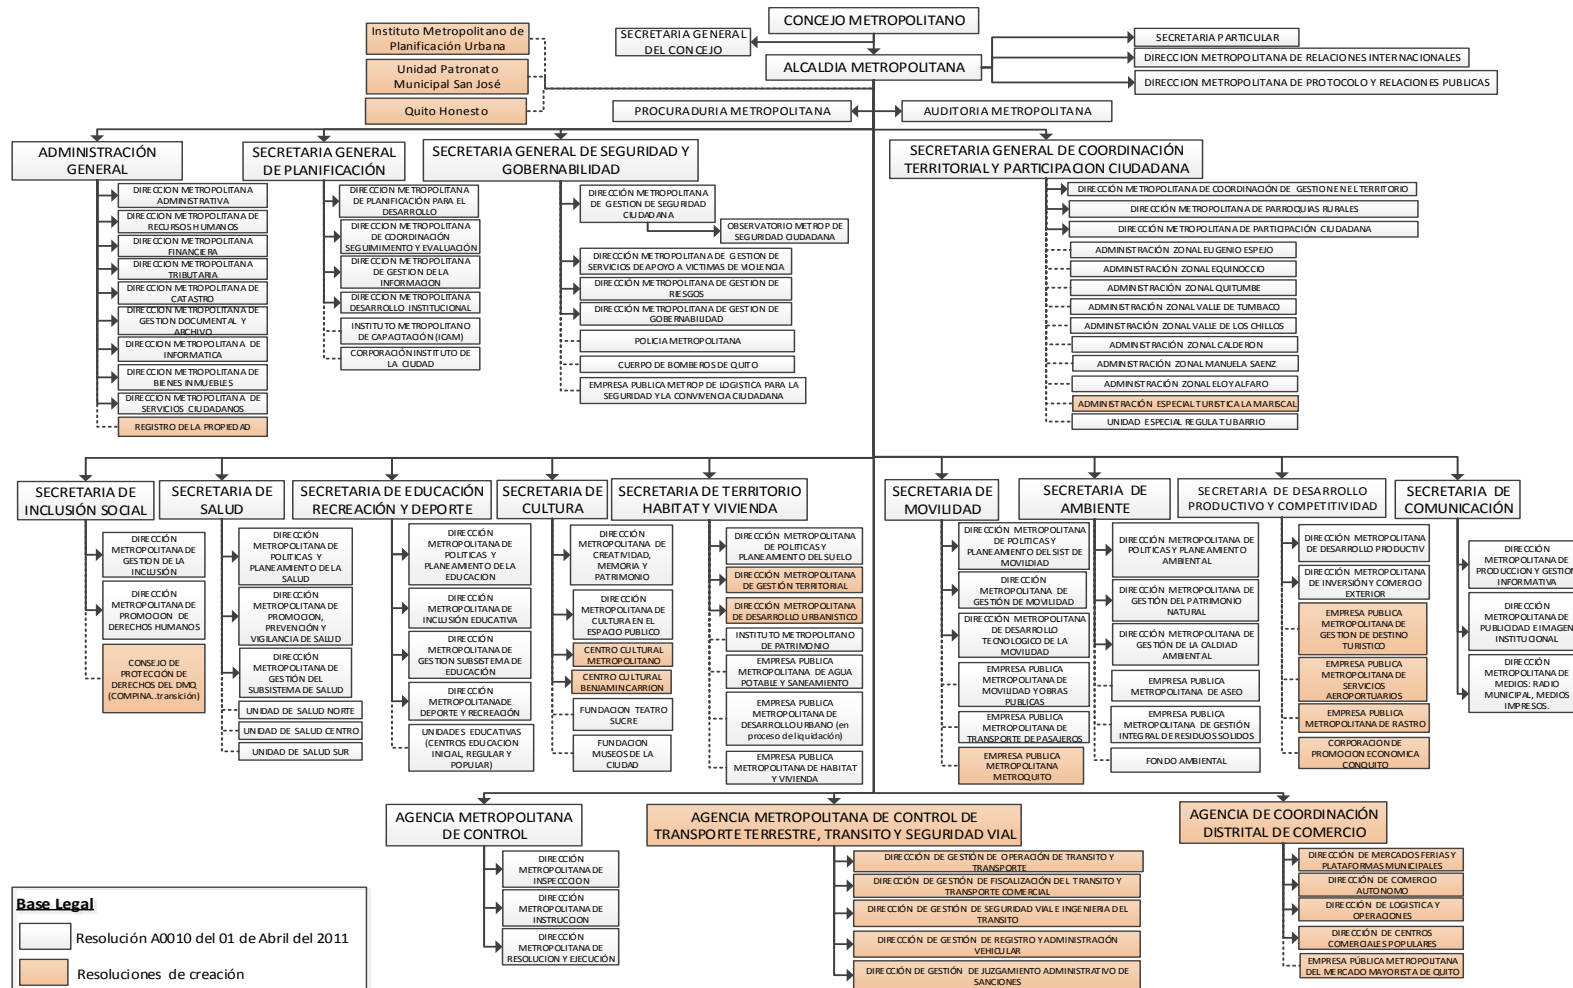 CONCEJO METROPOLITANO
SECRETARIA GENERAL
DEL CONCEJO
ALCALDIA METROPOLITANA
SECRETARIA PARTICULAR
DIRECCION METROPOLITANA DE RELACIONES INTERNACIONALES
DIRECCION METROPOLITANA DE PROTOCOLO Y RELACIONES PUBLICAS
Instituto Metropolitano de
Planificación Urbana
Unidad Patronato
Municipal San José
Quito Honesto
PROCURADURIA METROPOLITANA
AUDITORIA METROPOLITANA
ADMINISTRACIÓN
GENERAL
DIRECCION METROPOLITANA
ADMINISTRATIVA
DIRECCION METROPOLITANA DE
RECURSOS HUMANOS
DIRECCION METROPOLITANA
FINANCIERA
DIRECCION METROPOLITANA
TRIBUTARIA
DIRECCION METROPOLITANA DE
CATASTRO
DIRECCION METROPOLITANA DE
GESTION DOCUMENTAL Y
ARCHIVO
DIRECCION METROPOLITANA DE
INFORMATICA
DIRECCION METROPOLITANA DE
BIENES INMUEBLES
DIRECCION METROPOLITANA DE
SERVICIOS CIUDADANOS
REGISTRO DE LA PROPIEDAD
SECRETARIA GENERAL
DE PLANIFICACIÓN
DIRECCION METROPOLITANA
DE PLANIFICACIÓN PARA EL
DESARROLLO
DIRECCION METROPOLITANA
DE COORDINACIÓN
SEGUIMIMIENTO Y EVALUACIÓN
DIRECCION METROPOLITANA
DE GESTION DE LA
INFORMACION
DIRECCION METROPOLITANA
DESARROLLO INSTITUCIONAL
INSTITUTO METROPOLITANO
DE CAPACITACIÓN (ICAM)
CORPORACIÓN INSTITUTO DE
LA CIUDAD
SECRETARIA GENERAL DE SEGURIDAD Y
GOBERNABILIDAD
DIRECCIÓN METROPOLITANA
DE GESTION DE SEGURIDAD
CIUDADANA
OBSERVATORIO METROP DE
SEGURIDAD CIUDADANA
DIRECCIÓN METROPOLITANA DE GESTION DE
SERVICIOS DE APOYO A VICTIMAS DE VIOLENCIA
DIRECCIÓN METROPOLITANA DE GESTION DE
RIESGOS
DIRECCIÓN METROPOLITANA DE GESTION DE
GOBERNABILIDAD
POLICIA METROPOLITANA
CUERPO DE BOMBEROS DE QUITO
EMPRESA PUBLICA METROP DE LOGISTICA PARA LA
SEGURIDAD Y LA CONVIVENCIA CIUDADANA
SECRETARIA GENERAL DE COORDINACIÓN
TERRITORIAL Y PARTICIPACION CIUDADANA
DIRECCIÓN METROPOLITANA DE COORDINACIÓN DE GESTIONE EN EL TERRITORIO
DIRECCIÓN METROPOLITANA DE PARROQUIAS RURALES
DIRECCIÓN METROPOLITANA DE PARTICIPACIÓN CIUDADANA
ADMINISTRACIÓN ZONAL EUGENIO ESPEJO
ADMINISTRACIÓN ZONAL EQUINOCCIO
ADMINISTRACIÓN ZONAL QUITUMBE
ADMINISTRACIÓN ZONAL VALLE DE TUMBACO
ADMINISTRACIÓN ZONAL VALLE DE LOS CHILLOS
ADMINISTRACIÓN ZONAL CALDERON
ADMINISTRACIÓN ZONAL MANUELA SAENZ
ADMINISTRACIÓN ZONAL ELOY ALFARO
ADMINISTRACIÓN ESPECIAL TURISTICA LA MARISCAL
UNIDAD ESPECIAL REGULA TU BARRIO
SECRETARIA DE
INCLUSIÓN SOCIAL
DIRECCIÓN
METROPOLITANA DE
GESTION DE LA
INCLUSIÓN
DIRECCIÓN
METROPOLITANA DE
PROMOCION DE
DERECHOS HUMANOS
CONSEJO DE
PROTECCIÓN DE
DERECHOS DEL DMQ
(COMPINA..transición)
SECRETARIA DE
SALUD
DIRECCIÓN
METROPOLITANA DE
POLITICAS Y
PLANEAMIENTO DE LA
SALUD
DIRECCIÓN
METROPOLITANA DE
PROMOCION,
PREVENCIÓN Y
VIGILANCIA DE SALUD
DIRECCIÓN
METROPOLITANA DE
GESTIÓN DEL
SUBSISTEMA DE SALUD
UNIDAD DE SALUD NORTE
UNIDAD DE SALUD CENTRO
UNIDAD DE SALUD SUR
SECRETARIA DE EDUCACIÓN
RECREACIÓN Y DEPORTE
DIRECCIÓN
METROPOLITANA DE
POLITICAS Y
PLANEAMIENTO DE LA
EDUCACION
DIRECCIÓN
METROPOLITANA DE
INCLUSIÓN EDUCATIVA
DIRECCIÓN
METROPOLITANA DE
GESTION SUBSISTEMA DE
EDUCACIÓN
DIRECCIÓN
METROPOLITANA DE
DEPORTE Y RECREACIÓN
UNIDADES EDUCATIVAS
(CENTROS EDUCACION
INICIAL, REGULAR Y
POPULAR)
SECRETARIA DE
CULTURA
DIRECCIÓN
METROPOLITANA DE
CREATIVIDAD,
MEMORIA Y
PATRIMONIO
DIRECCIÓN
METROPOLITANA DE
CULTURA EN EL
ESPACIO PUBLICO
CENTRO CULTURAL
METROPOLITANO
CENTRO CULTURAL
BENJAMIN CARRION
FUNDACION TEATRO
SUCRE
FUNDACION
MUSEOS DE LA
CIUDAD
SECRETARIA DE TERRITORIO
HABITAT Y VIVIENDA
DIRECCIÓN METROPOLITANA
DE POLITICAS Y
PLANEAMIENTO DEL SUELO
DIRECCIÓN METROPOLITANA
DE GESTIÓN TERRITORIAL
DIRECCIÓN METROPOLITANA
DE DESARROLLO URBANISTICO
INSTITUTO METROPOLITANO
DE PATRIMONIO
EMPRESA PUBLICA
METROPOLITANA DE AGUA
POTABLE Y SANEAMIENTO
EMPRESA PUBLICA
METROPOLITANA DE
DESARROLLO URBANO (en
proceso de liquidación)
EMPRESA PUBLICA
METROPOLITANA DE HABITAT
Y VIVIENDA
SECRETARIA DE
MOVILIDAD
DIRECCIÓN METROPOLITANA
DE POLITICAS Y
PLANEAMIENTO DEL SIST DE
MOVILDIAD
DIRECCIÓN
METROPOLITANA DE
GESTIÓN DE MOVILIDAD
DIRECCIÓN METROPOLITANA
DE DESARROLLO
TECNOLOGICO DE LA
MOVILIDAD
EMPRESA PUBLICA
METROPOLITANA DE
MOVILIDAD Y OBRAS
PUBLICAS
EMPRESA PUBLICA
METROPOLITANA DE
TRANSPORTE DE PASAJEROS
EMPRESA PUBLICA
METROPOLITANA
METROQUITO
SECRETARIA DE
AMBIENTE
DIRECCIÓN METROPOLITANA DE
POLITICAS Y PLANEAMIENTO
AMBIENTAL
DIRECCIÓN METROPOLITANA DE
GESTIÓN DEL PATRIMONIO
NATURAL
DIRECCIÓN METROPOLITANA DE
GESTIÓN DE LA CALDIAD
AMBIENTAL
EMPRESA PUBLICA
METROPOLITANA DE ASEO
EMPRESA PUBLICA
METROPOLITANA DE GESTIÓN
INTEGRAL DE RESIDUOS SOLIDOS
FONDO AMBIENTAL
SECRETARIA DE DESARROLLO
PRODUCTIVO Y COMPETITIVIDAD
DIRECCIÓN METROPOLITANA
DE DESARROLLO PRODUCTIV
DIRECCIÓN METROPOLITANA
DE INVERSIÓN Y COMERCIO
EXTERIOR
EMPRESA PUBLICA
METROPOLITANA DE
GESTION DE DESTINO
TURISTICO
EMPRESA PUBLICA
METROPOLITANA DE
SERVICIOS
AEROPORTUARIOS
EMPRESA PUBLICA
METROPOLITANA DE RASTRO
CORPORACION DE
PROMOCION ECONOMICA
CONQUITO
SECRETARIA DE
COMUNICACIÓN
DIRECCIÓN
METROPOLITANA DE
PRODUCCION Y GESTION
INFORMATIVA
DIRECCIÓN
METROPOLITANA DE
PUBLICIDAD E IMAGEN
INSTITUCIONAL
DIRECCIÓN
METROPOLITANA DE
MEDIOS: RADIO
MUNICIPAL, MEDIOS
IMPRESOS.
AGENCIA METROPOLITANA
DE CONTROL
DIRECCIÓN
METROPOLITANA DE
INSPECCCION
DIRECCIÓN
METROPOLITANA DE
INSTRUCCION
DIRECCIÓN
METROPOLITANA DE
RESOLUCION Y EJECUCIÓN
AGENCIA METROPOLITANA DE CONTROL DE
TRANSPORTE TERRESTRE, TRANSITO Y SEGURIDAD VIAL
DIRECCIÓN DE GESTIÓN DE OPERACIÓN DE TRANSITO Y
TRANSPORTE
DIRECCIÓN DE GESTIÓN DE FISCALIZACIÓN DEL TRANSITO Y
TRANSPORTE COMERCIAL
DIRECCIÓN DE GESTIÓN DE SEGURIDAD VIAL E INGENIERIA DEL
TRANSITO
DIRECCIÓN DE GESTIÓN DE REGISTRO Y ADMINISTRACIÓN
VEHICULAR
DIRECCIÓN DE GESTIÓN DE JUZGAMIENTO ADMINISTRATIVO DE
SANCIONES
AGENCIA DE COORDINACIÓN
DISTRITAL DE COMERCIO
DIRECCIÓN DE MERCADOS FERIAS Y
PLATAFORMAS MUNICIPALES
DIRECCIÓN DE COMERCIO
AUTONOMO
DIRECCIÓN DE LOGISTICA Y
OPERACIONES
DIRECCIÓN DE CENTROS
COMERCIALES POPULARES
EMPRESA PÚBLICA METROPOLITANA
DEL MERCADO MAYORISTA DE QUITO
Base Legal
Resolución A0010 del 01 de Abril del 2011
Resoluciones de creación